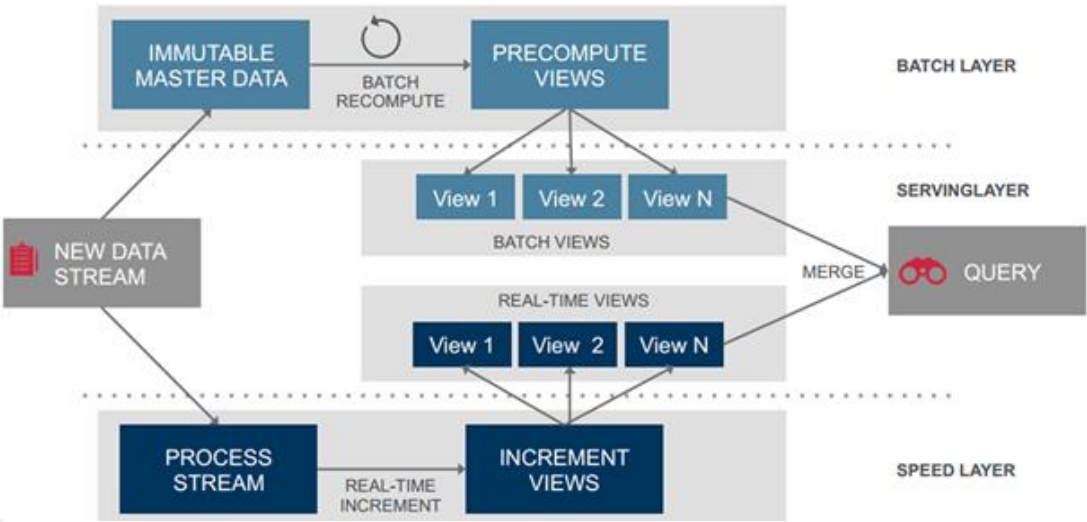 IMMUTABLE
MASTER DATA
BATCH
RECOMPUTE
PRECOMPUTE
VIEWS
BATCH LAYER
View 1
View 2
View N
BATCH VIEWS
SERVINGLAYER
NEW DATA
STREAM
MERGE
QUERY
REAL-TIME VIEWS
View 1
View 2
View N
PROCESS
STREAM
REAL-TIME
INCREMENT
INCREMENT
VIEWS
SPEED LAYER